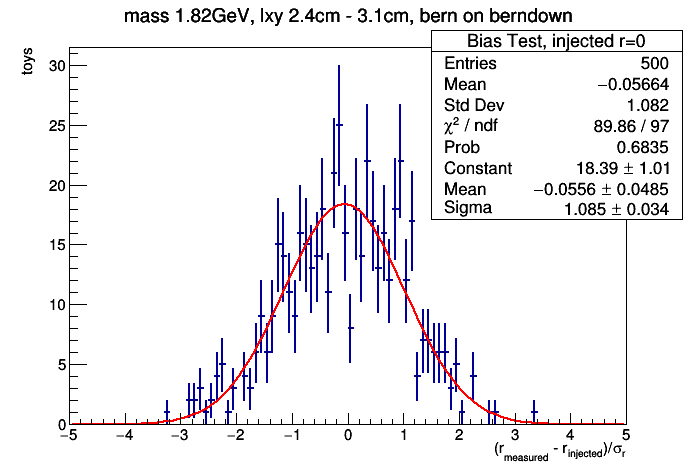 mass 1.82GeV, lxy 2.4cm - 3.1cm, bern on berndown
Bias Test, injected r=0
Entries 500
Mean −0.05664
Std Dev 1.082
χ² / ndf 89.86 / 97
Prob 0.6835
Constant 18.39 ± 1.01
Mean −0.0556 ± 0.0485
Sigma 1.085 ± 0.034
toys
30
25
20
15
10
5
0
−5 −4 −3 −2 −1 0 1 2 3 4 5
(r_measured - r_injected)/σ_r